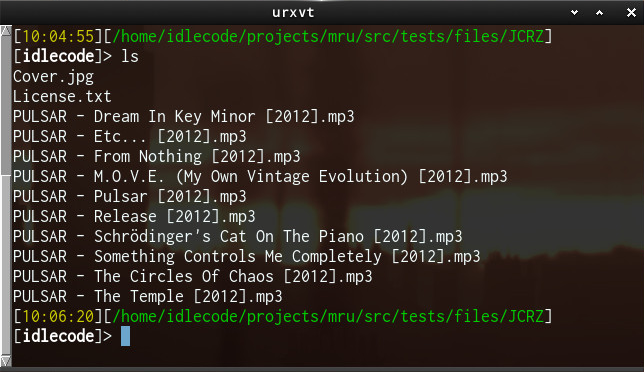 urxvt
[10:04:55][/home/idlecode/projects/mru/src/tests/files/JCRZ]
[idlecode]> ls
Cover.jpg
License.txt
PULSAR - Dream In Key Minor [2012].mp3
PULSAR - Etc... [2012].mp3
PULSAR - From Nothing [2012].mp3
PULSAR - M.O.V.E. (My Own Vintage Evolution) [2012].mp3
PULSAR - Pulsar [2012].mp3
PULSAR - Release [2012].mp3
PULSAR - Schrödinger's Cat On The Piano [2012].mp3
PULSAR - Something Controls Me Completely [2012].mp3
PULSAR - The Circles Of Chaos [2012].mp3
PULSAR - The Temple [2012].mp3
[10:06:20][/home/idlecode/projects/mru/src/tests/files/JCRZ]
[idlecode]>